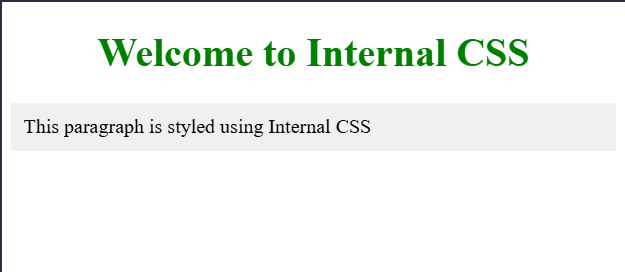 Welcome to Internal CSS
This paragraph is styled using Internal CSS